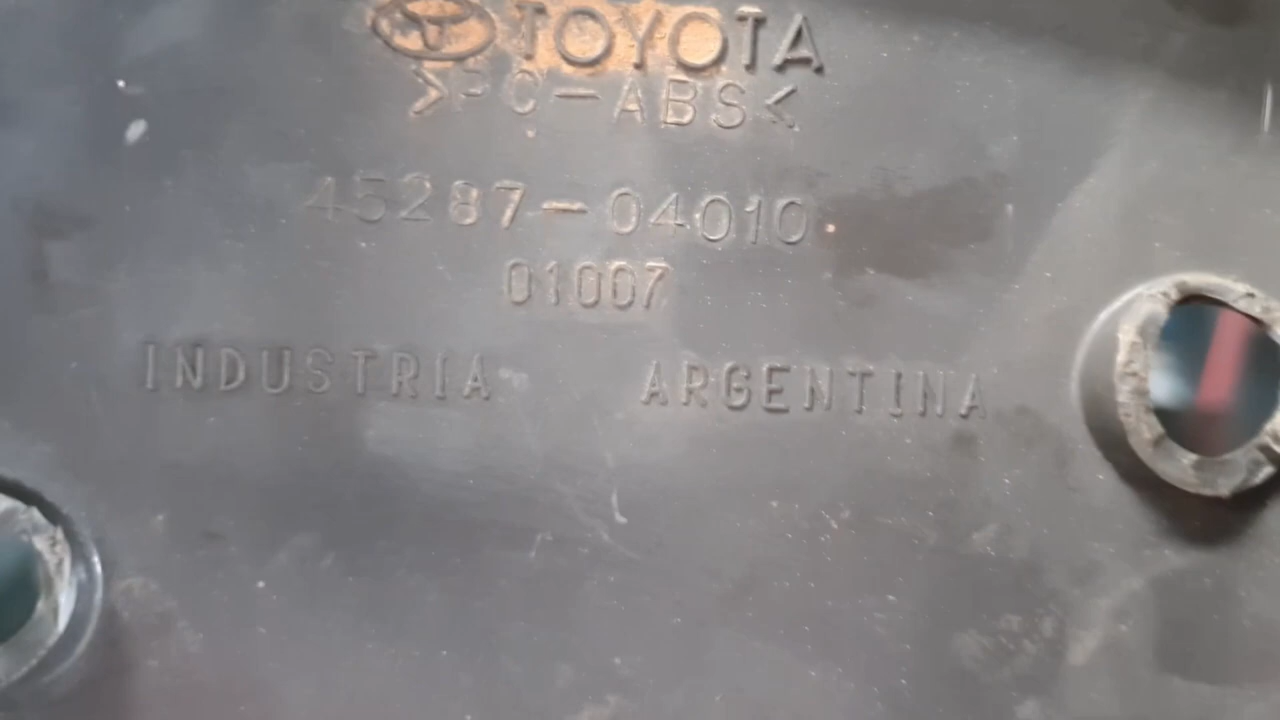 TOYOTA
>PC-ABS<
45287-04010
01007
INDUSTRIA ARGENTINA